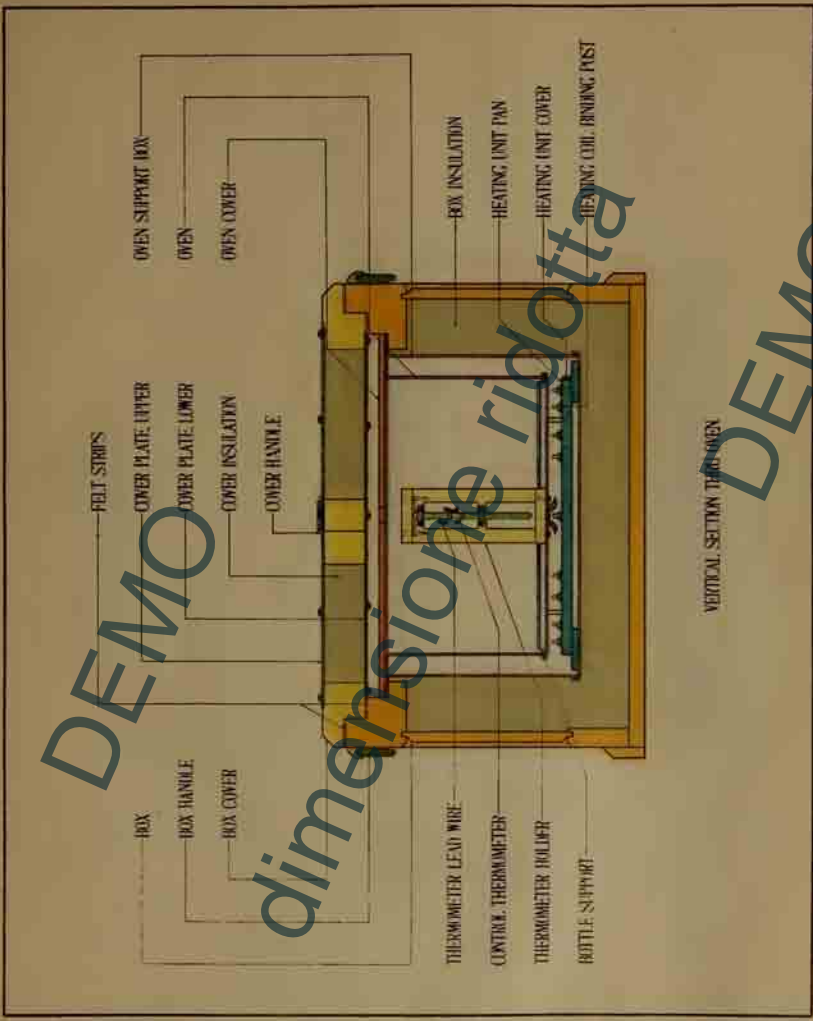 FELT STRIPS
COVER PLATE UPPER
COVER PLATE LOWER
COVER INSULATION
COVER HANDLE
BOX
BOX HANDLE
BOX COVER
OVEN SUPPORT BOX
OVEN
OVEN COVER
THERMOMETER LEAD WIRE
CONTROL THERMOMETER
THERMOMETER HOLDER
BOTTLE SUPPORT
BOX INSULATION
HEATING UNIT PAN
HEATING UNIT COVER
HEATING COIL BINDING POST
VERTICAL SECTION THRU OVEN
DEMO
dimensione ridotta
DEMO